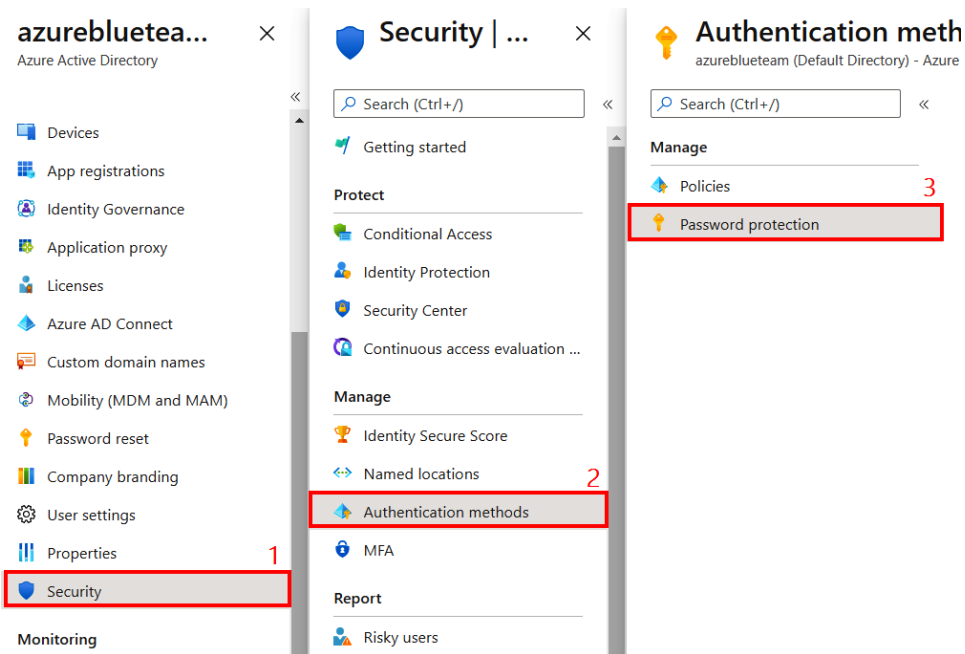 azurebluetea...
Azure Active Directory
Devices
App registrations
Identity Governance
Application proxy
Licenses
Azure AD Connect
Custom domain names
Mobility (MDM and MAM)
Password reset
Company branding
User settings
Properties
1
Security
Monitoring
Security | ...
Search (Ctrl+/)
Getting started
Protect
Conditional Access
Identity Protection
Security Center
Continuous access evaluation ...
Manage
Identity Secure Score
Named locations
2
Authentication methods
MFA
Report
Risky users
Authentication meth
azureblueteam (Default Directory) - Azure
Search (Ctrl+/)
Manage
Policies
3
Password protection